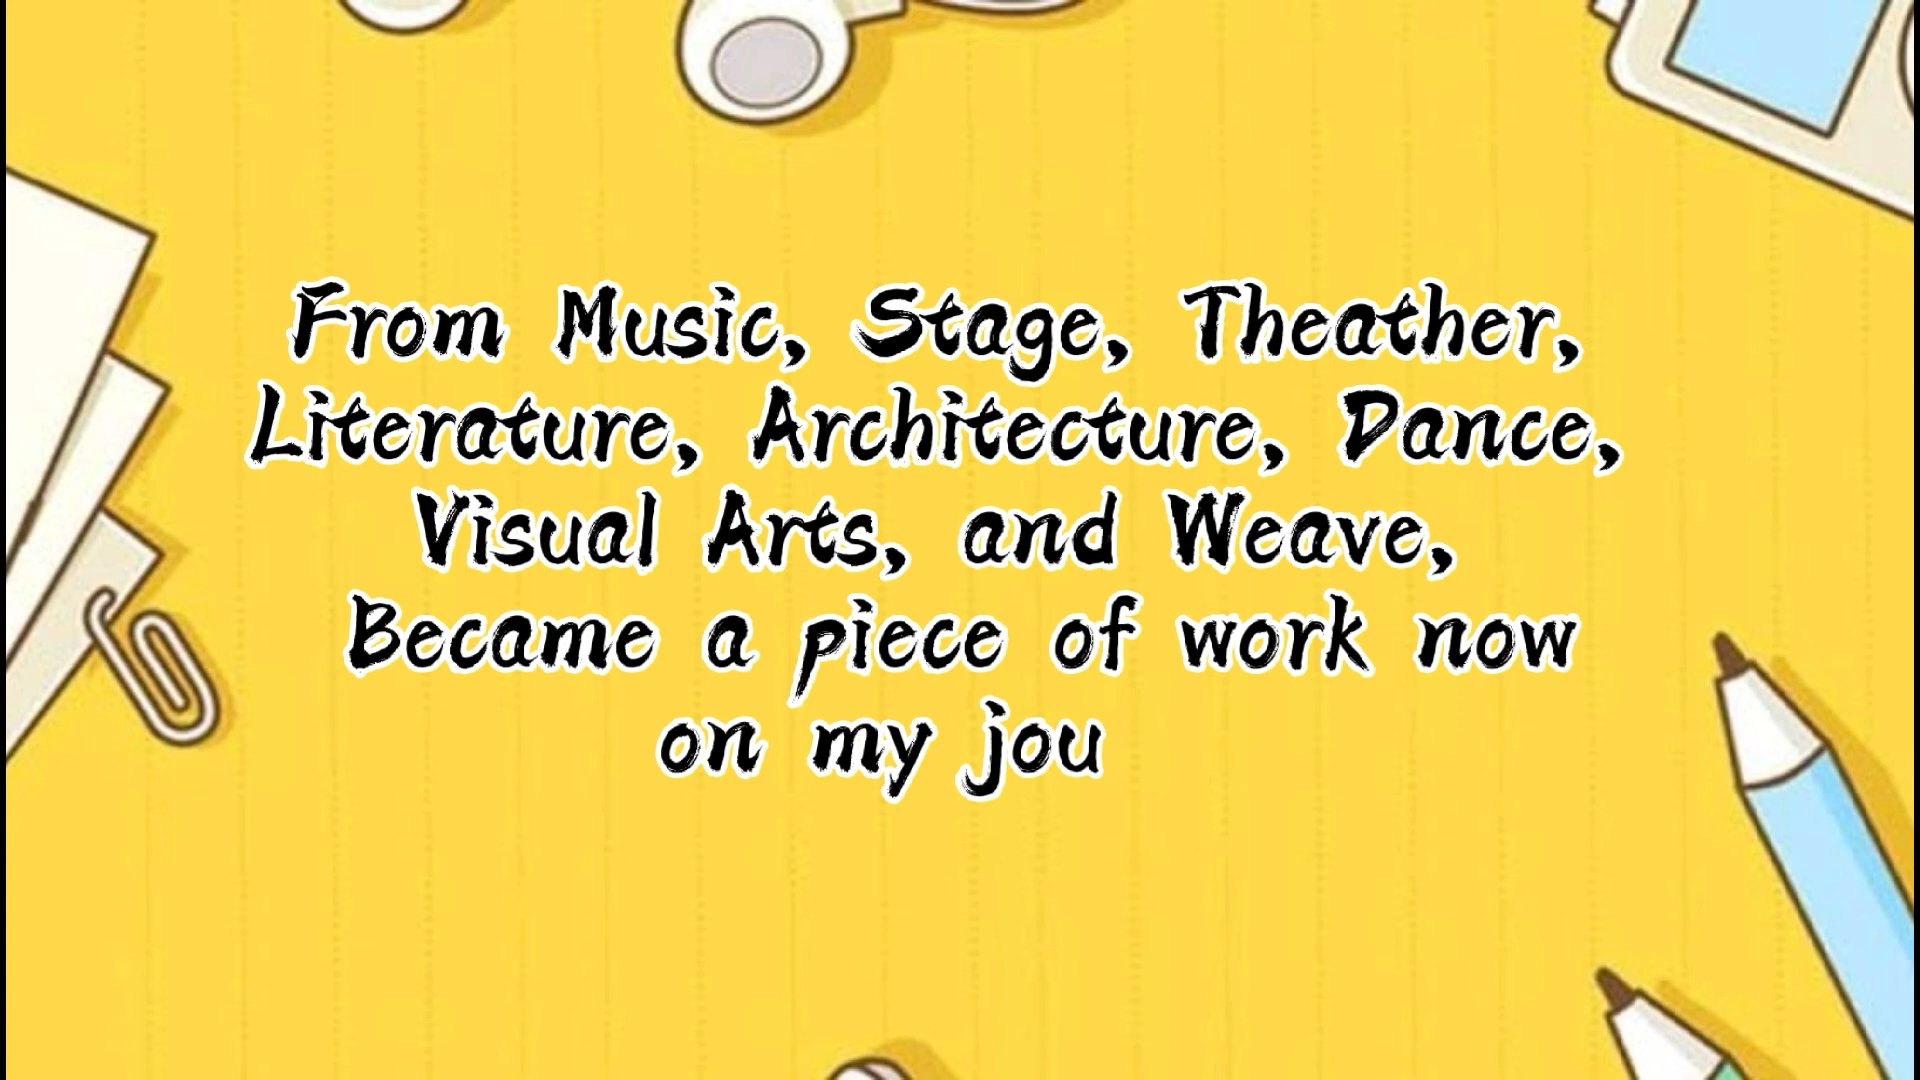 From Music, Stage, Theather,
Literature, Architecture, Dance,
Visual Arts, and Weave,
Became a piece of work now
on my jou